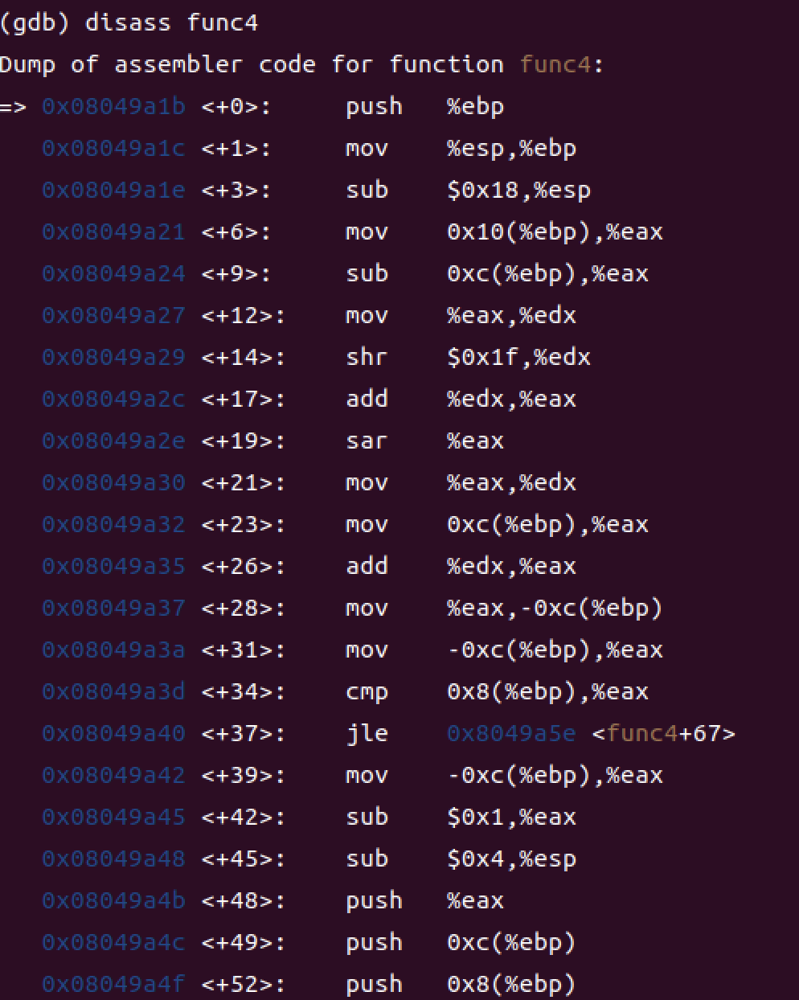 (gdb) disass func4
Dump of assembler code for function func4:
=> 0x08049a1b <+0>: push %ebp
0x08049a1c <+1>: mov %esp,%ebp
0x08049a1e <+3>: sub $0x18,%esp
0x08049a21 <+6>: mov 0x10(%ebp),%eax
0x08049a24 <+9>: sub 0xc(%ebp),%eax
0x08049a27 <+12>: mov %eax,%edx
0x08049a29 <+14>: shr $0x1f,%edx
0x08049a2c <+17>: add %edx,%eax
0x08049a2e <+19>: sar %eax
0x08049a30 <+21>: mov %eax,%edx
0x08049a32 <+23>: mov 0xc(%ebp),%eax
0x08049a35 <+26>: add %edx,%eax
0x08049a37 <+28>: mov %eax,-0xc(%ebp)
0x08049a3a <+31>: mov -0xc(%ebp),%eax
0x08049a3d <+34>: cmp 0x8(%ebp),%eax
0x08049a40 <+37>: jle 0x8049a5e <func4+67>
0x08049a42 <+39>: mov -0xc(%ebp),%eax
0x08049a45 <+42>: sub $0x1,%eax
0x08049a48 <+45>: sub $0x4,%esp
0x08049a4b <+48>: push %eax
0x08049a4c <+49>: push 0xc(%ebp)
0x08049a4f <+52>: push 0x8(%ebp)